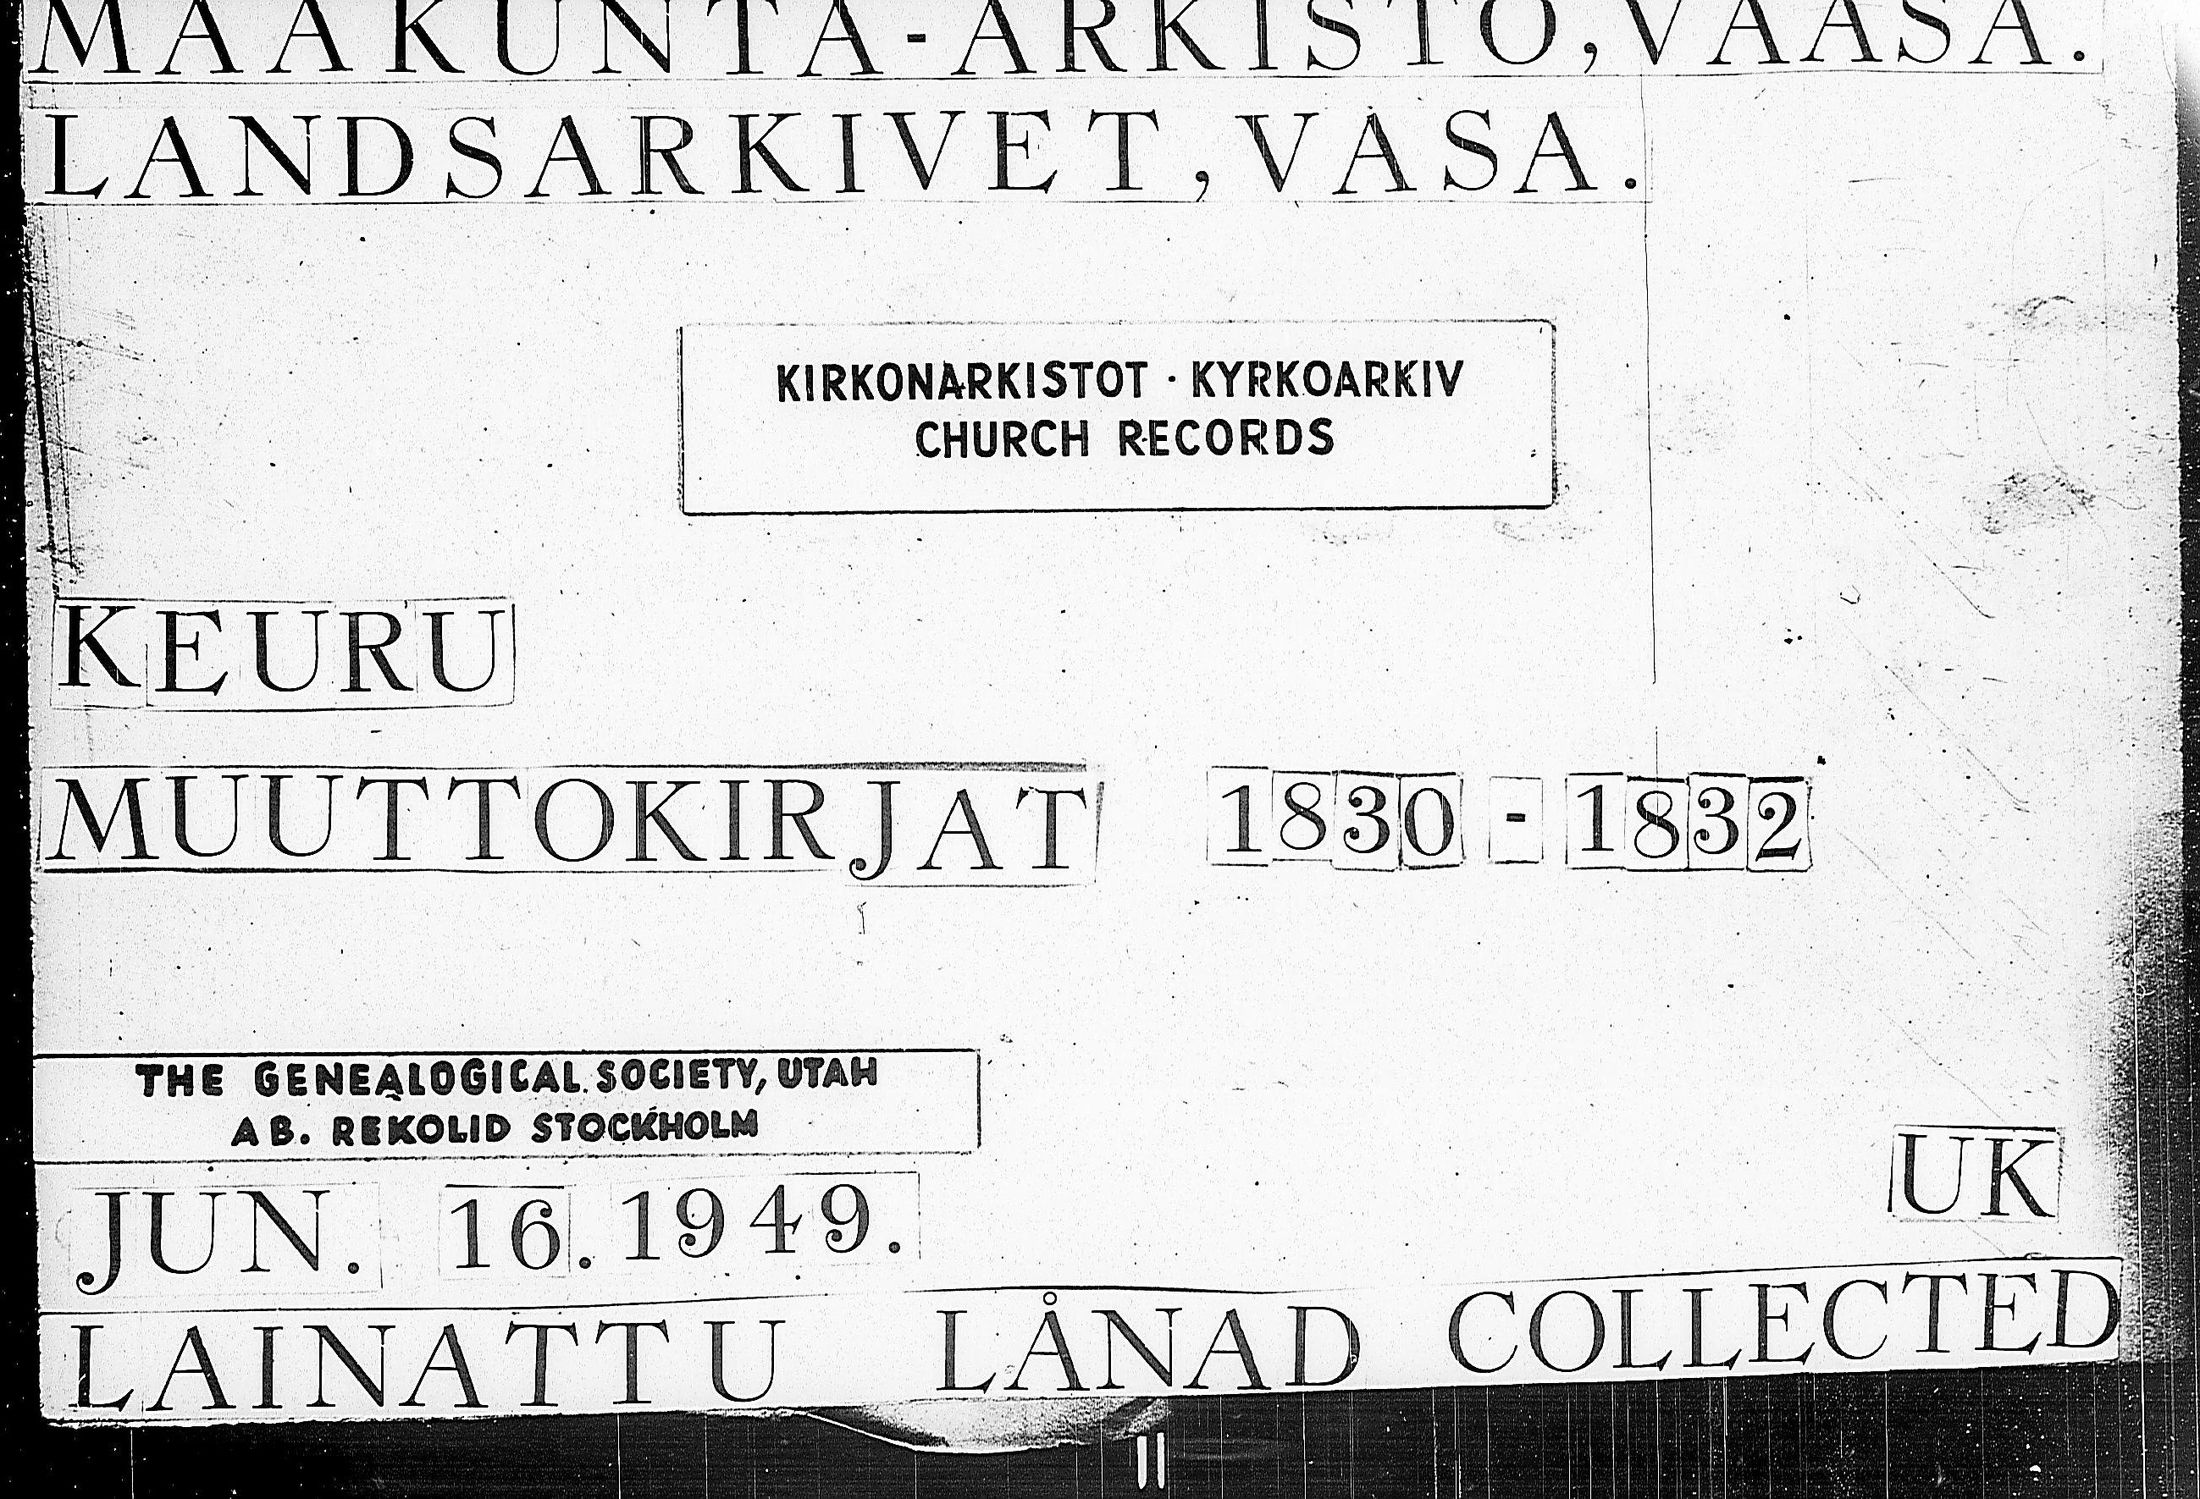 MAAKUNTA-ARKISTO, VAASA.
LANDSARKIVET, VASA.
KIRKONARKISTOT · KYRKOARKIV
CHURCH RECORDS
KEURU
MUUTTOKIRJAT 1830 - 1832
THE GENEALOGICAL SOCIETY, UTAH
AB. REKOLID STOCKHOLM
UK
JUN. 16. 1949.
LAINATTU LÅNAD COLLECTED